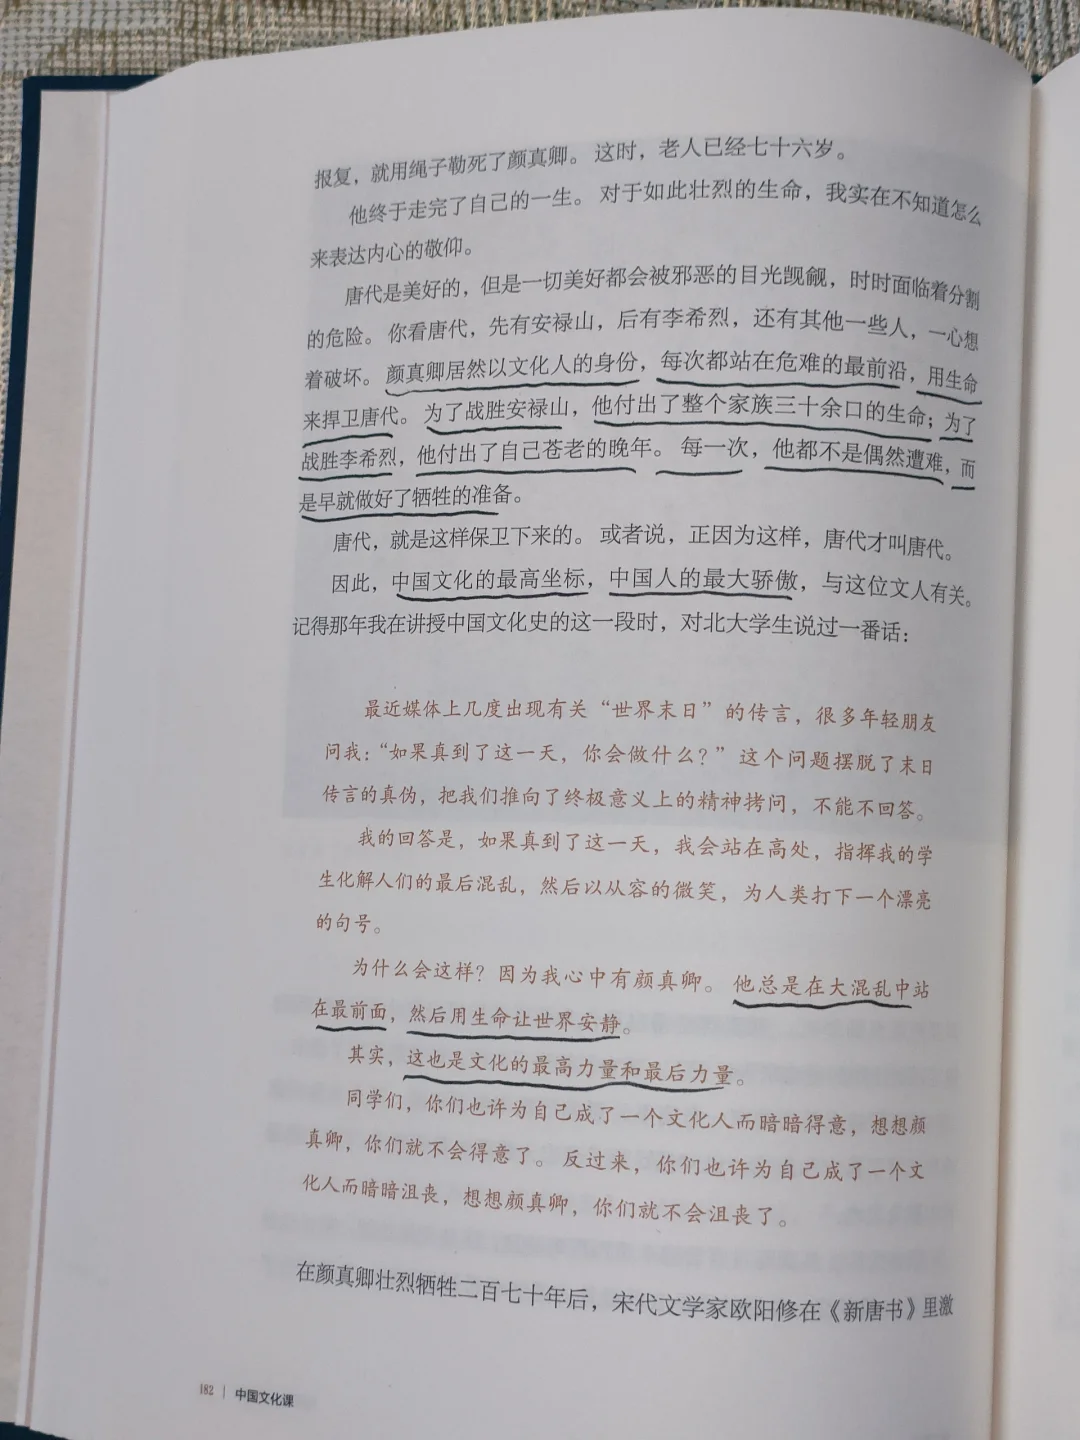 报复，就用绳子勒死了颜真卿。这时，老人已经七十六岁。
他终于走完了自己的一生。对于如此壮烈的生命，我实在不知道怎么
来表达内心的敬仰。
唐代是美好的，但是一切美好都会被邪恶的目光觊觎，时时面临着分割
的危险。你看唐代，先有安禄山，后有李希烈，还有其他一些人，一心想
着破坏。颜真卿居然以文化人的身份，每次都站在危难的最前沿，用生命
来捍卫唐代。为了战胜安禄山，他付出了整个家族三十余口的生命；为了
战胜李希烈，他付出了自己苍老的晚年。每一次，他都不是偶然遭难，而
是早就做好了牺牲的准备。
唐代，就是这样保卫下来的。或者说，正因为这样，唐代才叫唐代。
因此，中国文化的最高坐标，中国人的最大骄傲，与这位文人有关。
记得那年我在讲授中国文化史的这一段时，对北大学生说过一番话：
最近媒体上几度出现有关“世界末日”的传言，很多年轻朋友
问我：“如果真到了这一天，你会做什么？”这个问题摆脱了末日
传言的真伪，把我们推向了终极意义上的精神拷问，不能不回答。
我的回答是，如果真到了这一天，我会站在高处，指挥我的学
生化解人们的最后混乱，然后以从容的微笑，为人类打下一个漂亮
的句号。
为什么会这样？因为我心中有颜真卿。他总是在大混乱中站
在最前面，然后用生命让世界安静。
其实，这也是文化的最高力量和最后力量。
同学们，你们也许为自己成了一个文化人而暗暗得意，想想颜
真卿，你们就不会得意了。反过来，你们也许为自己成了一个文
化人而暗暗沮丧，想想颜真卿，你们就不会沮丧了。
在颜真卿壮烈牺牲二百七十年后，宋代文学家欧阳修在《新唐书》里激
182 | 中国文化课